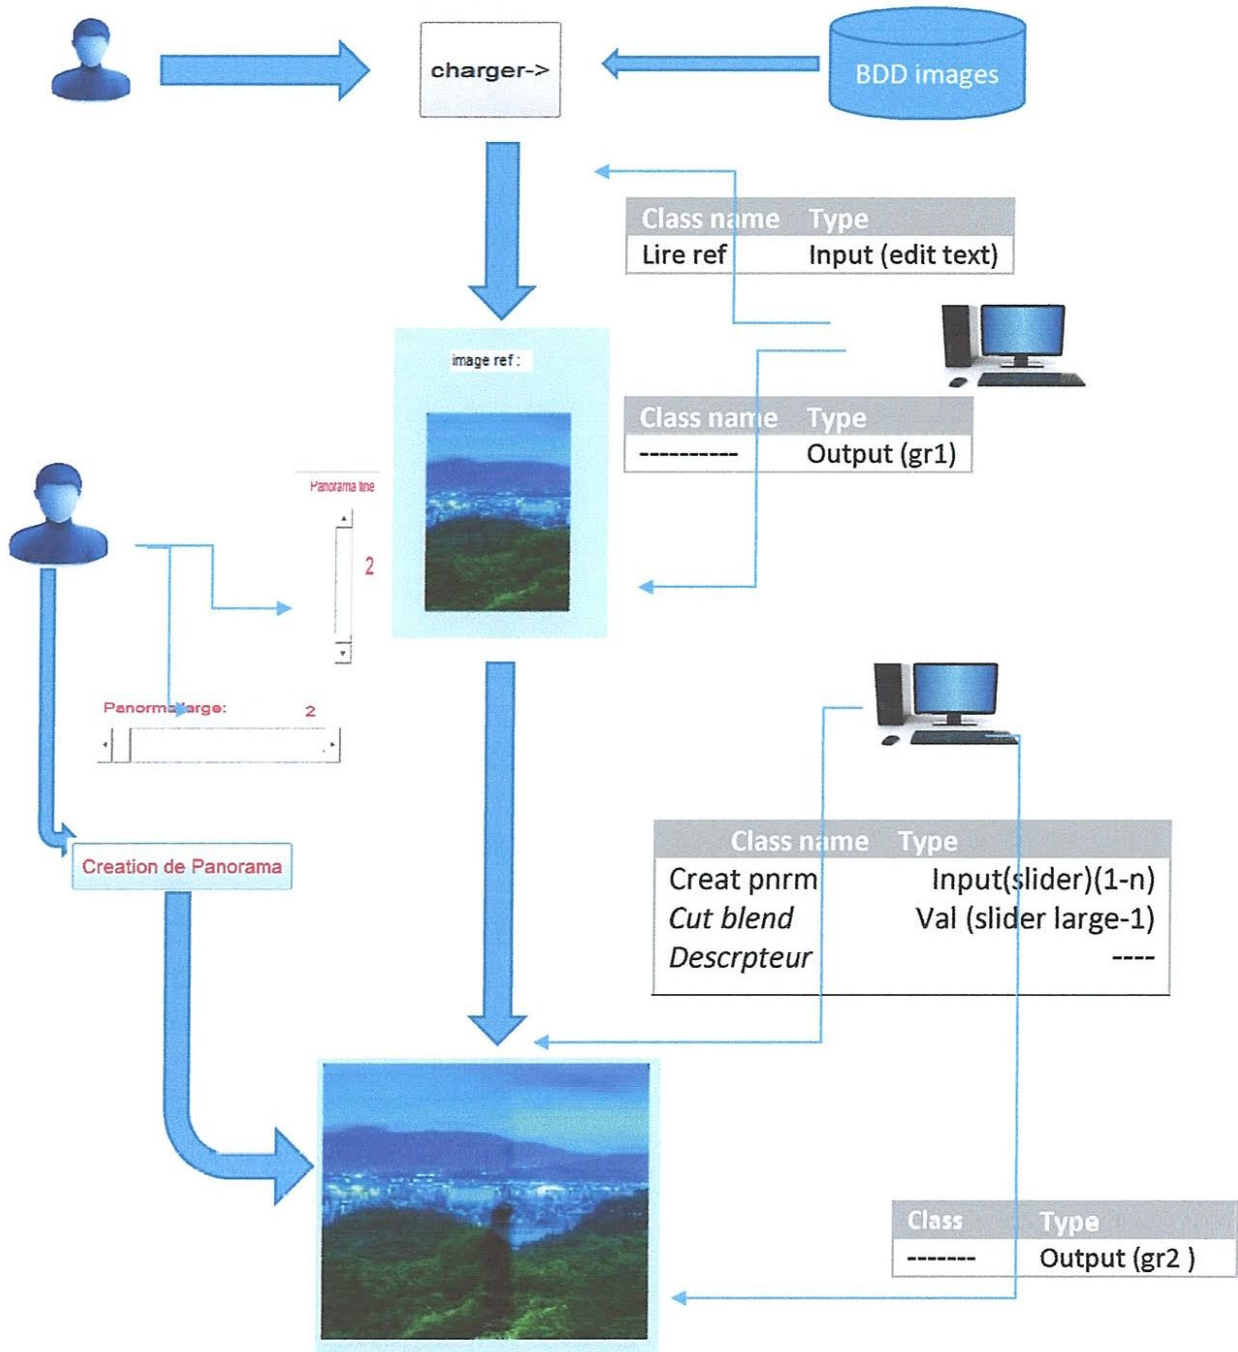 charger->
BDD images
Class name Type
Lire ref Input (edit text)
image ref :
Class name Type
---------- Output (gr1)
Panorama line
2
Panorma large:
2
Creation de Panorama
Class name Type
Creat pnrm Input(slider)(1-n)
Cut blend Val (slider large-1)
Descrpteur ----
Class Type
------- Output (gr2 )